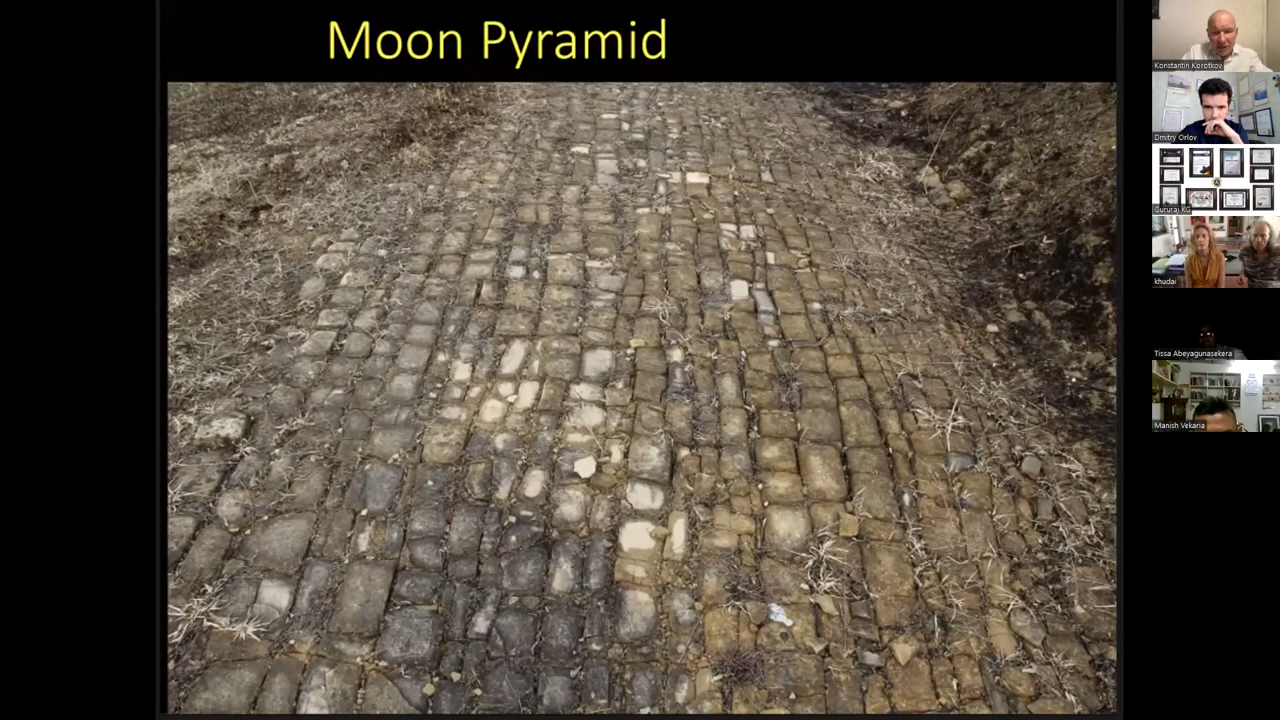 Moon Pyramid
Konstantin Korotkov
Dmitry Orlov
Gururaj KG
khudai
Tissa Abeyagunasekera
Manish Vekaria